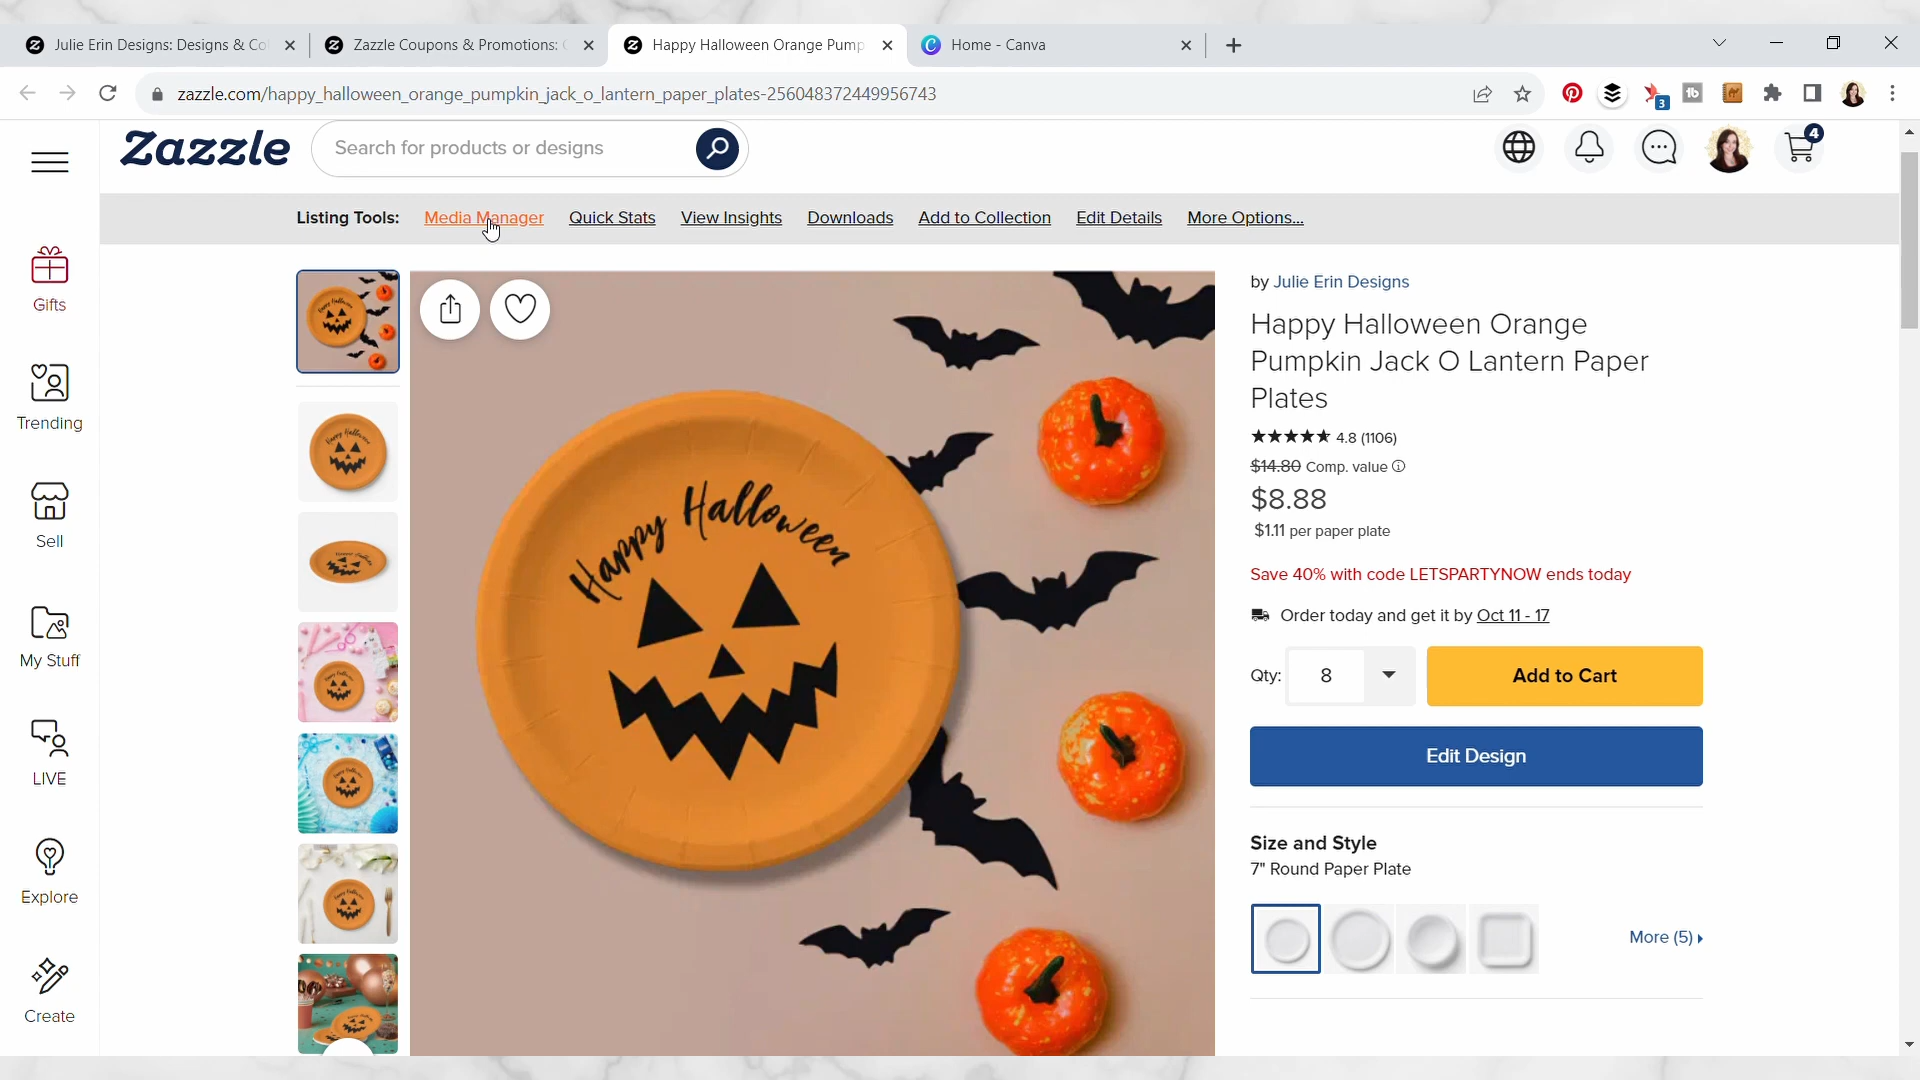 Julie Erin Designs: Designs & Co
Zazzle Coupons & Promotions:
Happy Halloween Orange Pump
Home - Canva
zazzle.com/happy_halloween_orange_pumpkin_jack_o_lantern_paper_plates-256048372449956743
3
tb
Zazzle
Search for products or designs
4
Listing Tools: Media Manager Quick Stats View Insights Downloads Add to Collection Edit Details More Options...
Gifts
Trending
Sell
My Stuff
LIVE
Explore
Create
Happy Halloween
by Julie Erin Designs
Happy Halloween Orange
Pumpkin Jack O Lantern Paper
Plates
4.8 (1106)
$14.80 Comp. value
$8.88
$1.11 per paper plate
Save 40% with code LETSPARTYNOW ends today
Order today and get it by Oct 11 - 17
Qty: 8
Add to Cart
Edit Design
Size and Style
7" Round Paper Plate
More (5)